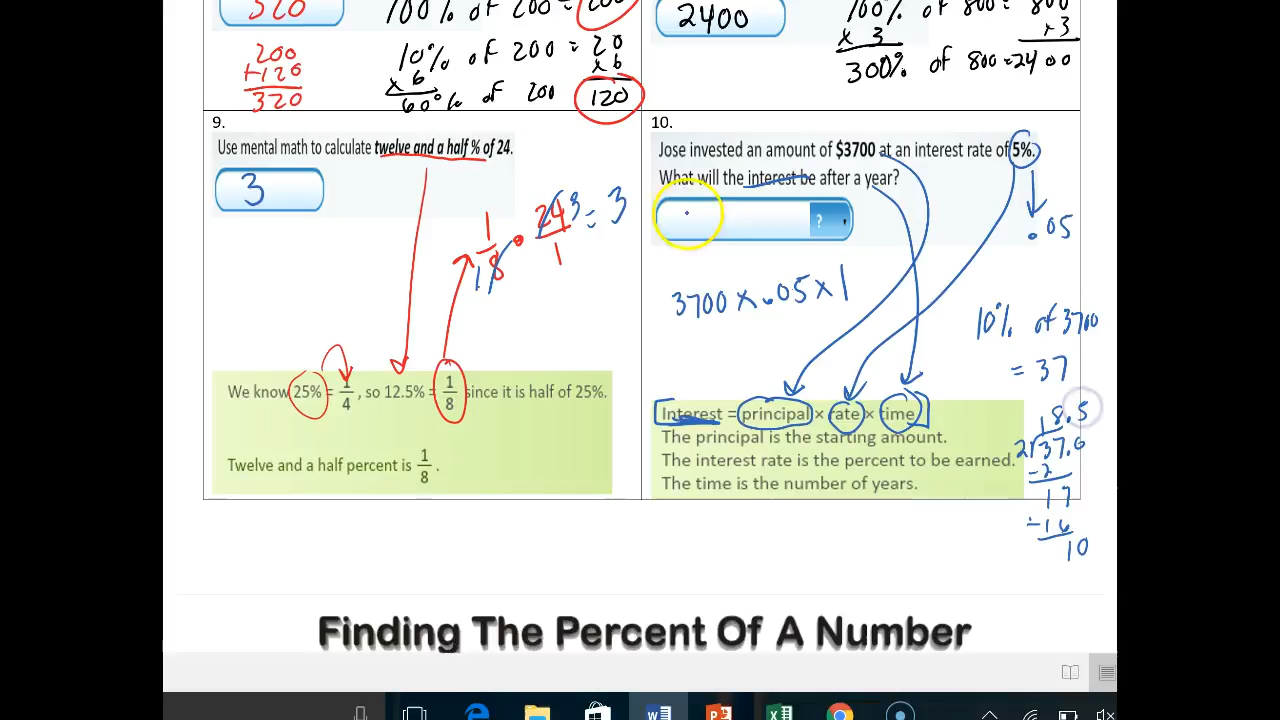 320
100% of 200 = 200
200
+120
320
10% of 200 = 20
x 6 x 6
60% of 200 120
2400
100% of 800 = 800
x 3 x 3
300% of 800 = 2400
9.
Use mental math to calculate twelve and a half % of 24.
3
1/8 • 24/1 = 3
1 3
We know 25% = 1/4, so 12.5% = 1/8 since it is half of 25%.
Twelve and a half percent is 1/8.
10.
Jose invested an amount of $3700 at an interest rate of 5%.
What will the interest be after a year?
?
.05
3700 x .05 x 1
10% of 3700
= 37
18.5
2 37.0
-2
17
-16
10
Interest = principal × rate × time
The principal is the starting amount.
The interest rate is the percent to be earned.
The time is the number of years.
Finding The Percent Of A Number